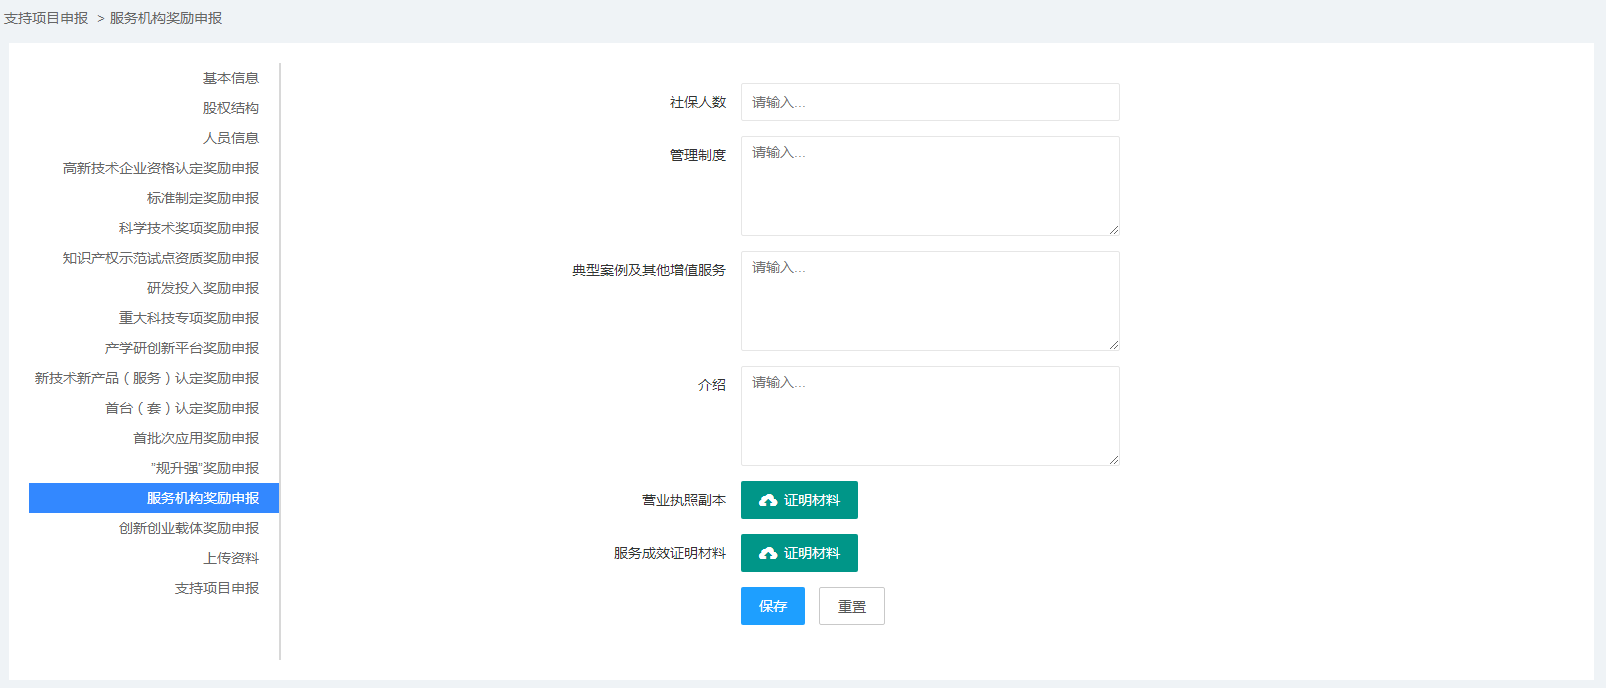 支持项目申报 > 服务机构奖励申报
基本信息
股权结构
人员信息
高新技术企业资格认定奖励申报
标准制定奖励申报
科学技术奖项奖励申报
知识产权示范试点资质奖励申报
研发投入奖励申报
重大科技专项奖励申报
产学研创新平台奖励申报
新技术新产品（服务）认定奖励申报
首台（套）认定奖励申报
首批次应用奖励申报
"规升强"奖励申报
服务机构奖励申报
创新创业载体奖励申报
上传资料
支持项目申报
社保人数 请输入...
管理制度 请输入...
典型案例及其他增值服务 请输入...
介绍 请输入...
营业执照副本 证明材料
服务成效证明材料 证明材料
保存 重置